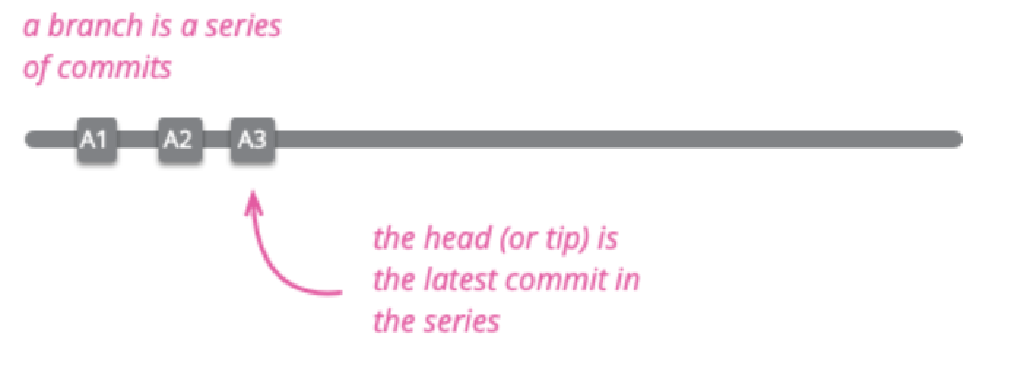 a branch is a series
of commits
A1 A2 A3
the head (or tip) is
the latest commit in
the series